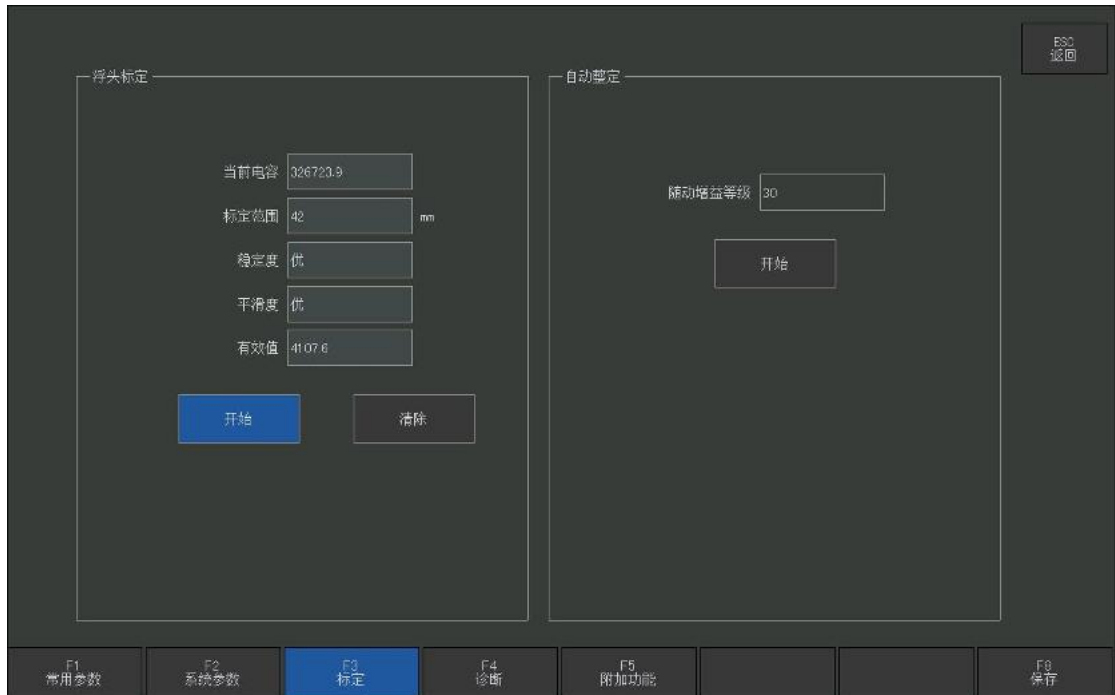 ESC
返回
浮头标定
当前电容 326723.9
标定范围 42 mm
稳定度 优
平滑度 优
有效值 4107.6
开始 清除
自动整定
随动增益等级 30
开始
F1
常用参数
F2
系统参数
F3
标定
F4
诊断
F5
附加功能
F8
保存